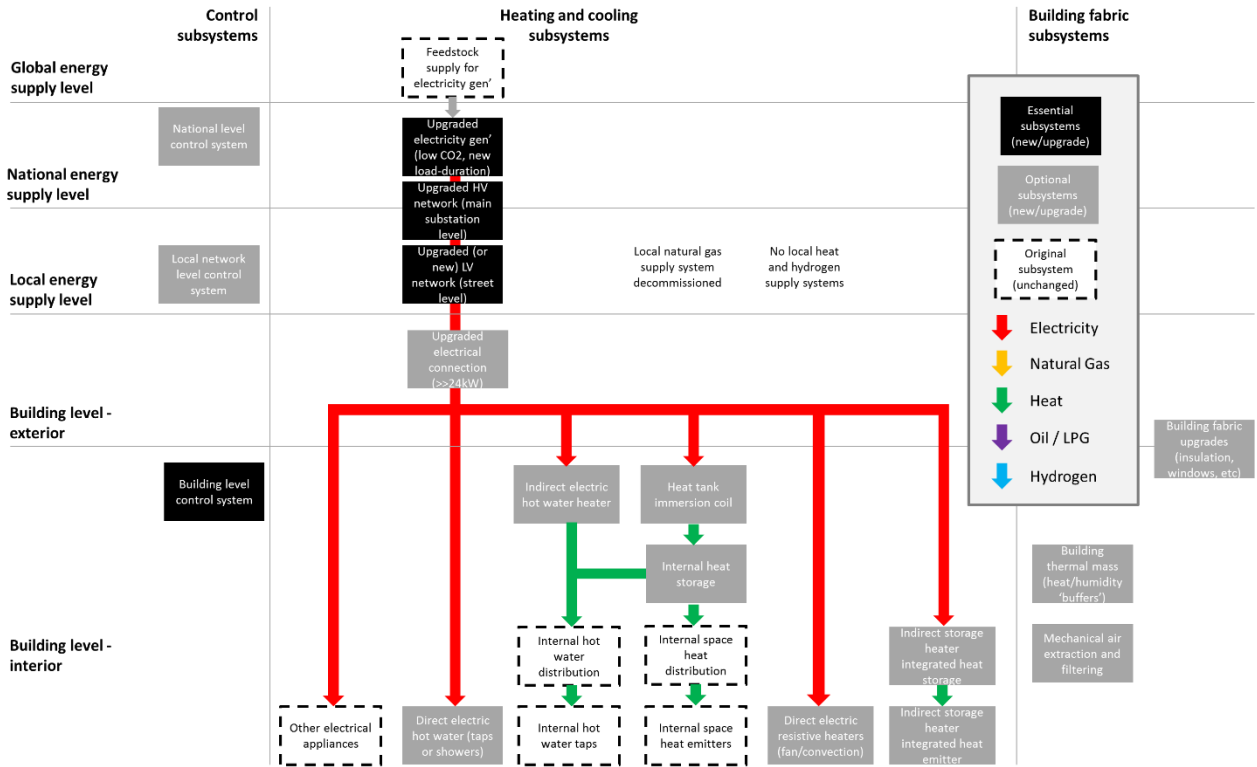 Control
subsystems
Heating and cooling
subsystems
Building fabric
subsystems
Global energy
supply level
Feedstock
supply for
electricity gen’
National level
control system
Upgraded
electricity gen’
(low CO2, new
load-duration)
National energy
supply level
Upgraded HV
network (main
substation
level)
Local energy
supply level
Local network
level control
system
Upgraded (or
new) LV
network (street
level)
Local natural gas
supply system
decommissioned
No local heat
and hydrogen
supply systems
Upgraded
electrical
connection
(>>24kW)
Essential
subsystems
(new/upgrade)
Optional
subsystems
(new/upgrade)
Original
subsystem
(unchanged)
Electricity
Natural Gas
Heat
Oil / LPG
Hydrogen
Building level -
exterior
Building fabric
upgrades
(insulation,
windows, etc)
Building level
control system
Indirect electric
hot water heater
Heat tank
immersion coil
Internal heat
storage
Building
thermal mass
(heat/humidity
‘buffers’)
Building level -
interior
Internal hot
water
distribution
Internal space
heat
distribution
Indirect storage
heater
integrated heat
storage
Mechanical air
extraction and
filtering
Other electrical
appliances
Direct electric
hot water (taps
or showers)
Internal hot
water taps
Internal space
heat emitters
Direct electric
resistive heaters
(fan/convection)
Indirect storage
heater
integrated heat
emitter